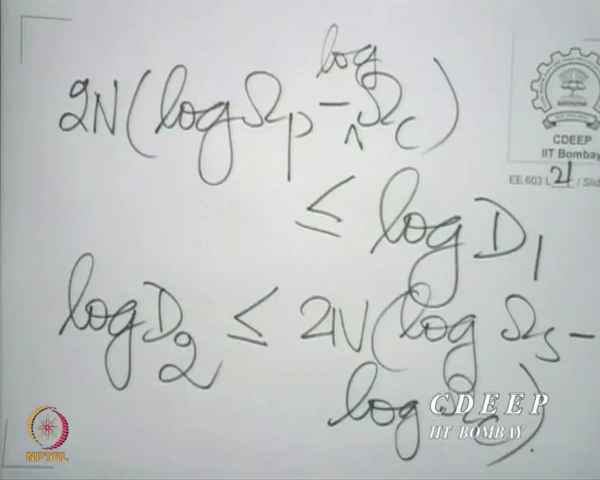 2N(log Ωp - log Ωc)
≤ log D1
log D2 ≤ 2N(log Ωs -
log Ωc).
CDEEP
IIT Bombay
EE 603 L 21 / Slid
CDEEP
IIT BOMBAY
NPTEL